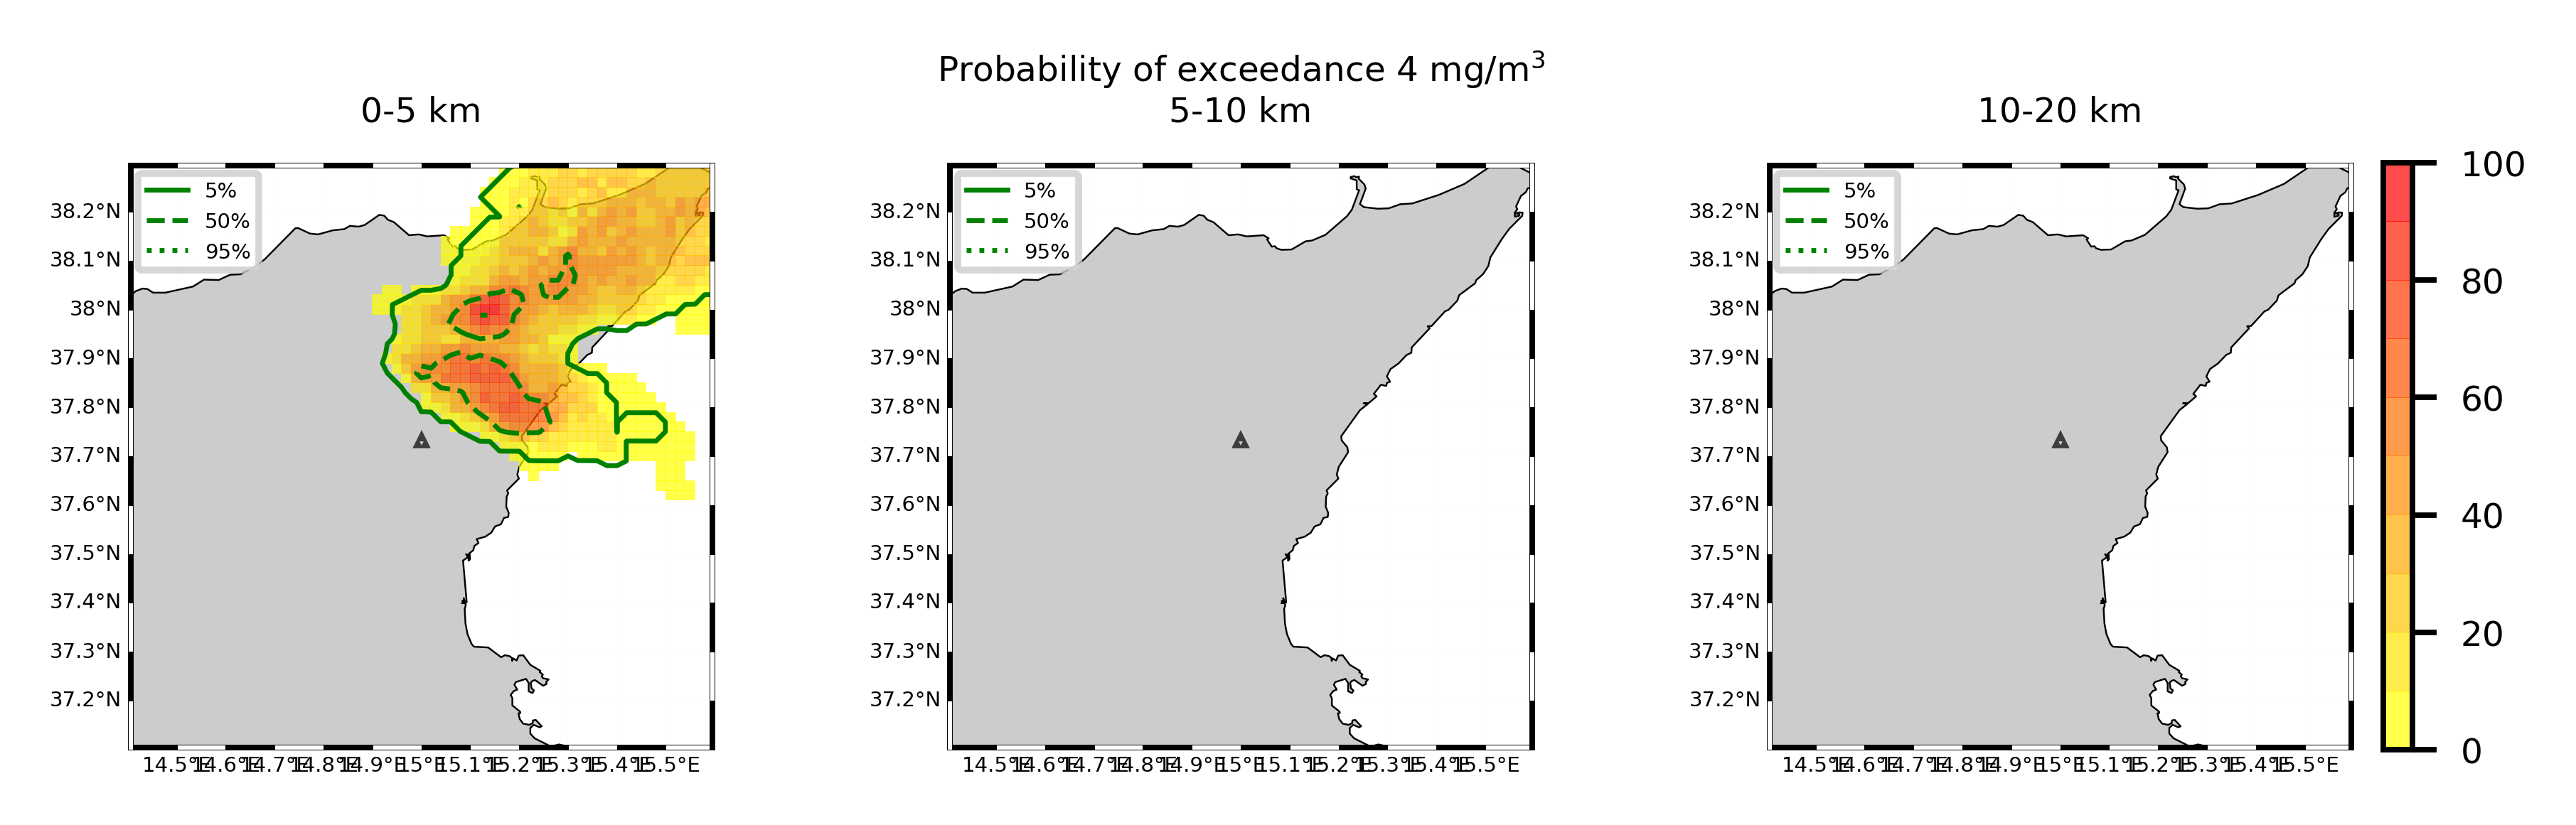 Probability of exceedance 4 mg/m³
0-5 km
5-10 km
10-20 km
5%
50%
95%
38.2°N
38.1°N
38°N
37.9°N
37.8°N
37.7°N
37.6°N
37.5°N
37.4°N
37.3°N
37.2°N
14.5°E 14.6°E 14.7°E 14.8°E 14.9°E 15°E 15.1°E 15.2°E 15.3°E 15.4°E 15.5°E
5%
50%
95%
38.2°N
38.1°N
38°N
37.9°N
37.8°N
37.7°N
37.6°N
37.5°N
37.4°N
37.3°N
37.2°N
14.5°E 14.6°E 14.7°E 14.8°E 14.9°E 15°E 15.1°E 15.2°E 15.3°E 15.4°E 15.5°E
5%
50%
95%
38.2°N
38.1°N
38°N
37.9°N
37.8°N
37.7°N
37.6°N
37.5°N
37.4°N
37.3°N
37.2°N
14.5°E 14.6°E 14.7°E 14.8°E 14.9°E 15°E 15.1°E 15.2°E 15.3°E 15.4°E 15.5°E
100
80
60
40
20
0